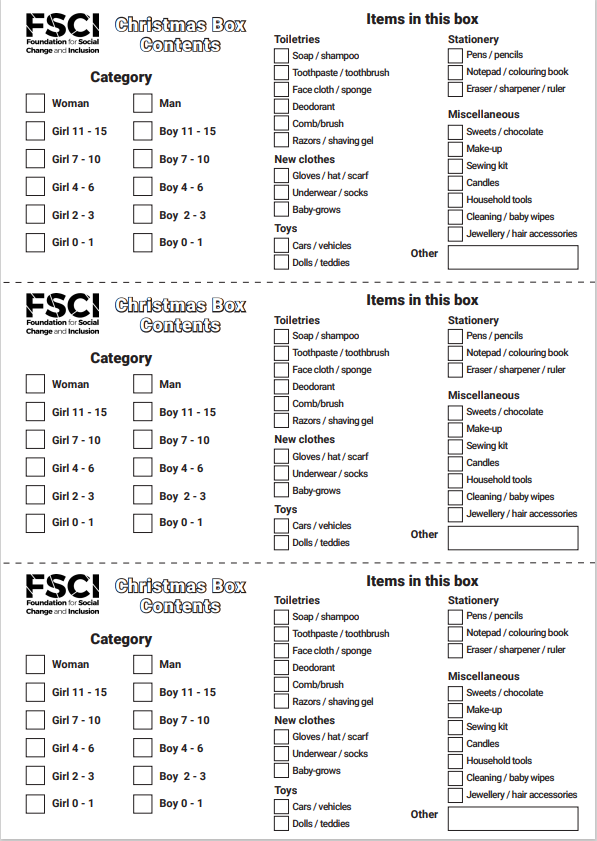 FSCI
Foundation for Social
Change and Inclusion
Christmas Box
Contents
Category
Woman
Man
Girl 11 - 15
Boy 11 - 15
Girl 7 - 10
Boy 7 - 10
Girl 4 - 6
Boy 4 - 6
Girl 2 - 3
Boy 2 - 3
Girl 0 - 1
Boy 0 - 1
Items in this box
Toiletries
Soap / shampoo
Toothpaste / toothbrush
Face cloth / sponge
Deodorant
Comb/brush
Razors / shaving gel
New clothes
Gloves / hat / scarf
Underwear / socks
Baby-grows
Toys
Cars / vehicles
Dolls / teddies
Stationery
Pens / pencils
Notepad / colouring book
Eraser / sharpener / ruler
Miscellaneous
Sweets / chocolate
Make-up
Sewing kit
Candles
Household tools
Cleaning / baby wipes
Jewellery / hair accessories
Other
FSCI
Foundation for Social
Change and Inclusion
Christmas Box
Contents
Category
Woman
Man
Girl 11 - 15
Boy 11 - 15
Girl 7 - 10
Boy 7 - 10
Girl 4 - 6
Boy 4 - 6
Girl 2 - 3
Boy 2 - 3
Girl 0 - 1
Boy 0 - 1
Items in this box
Toiletries
Soap / shampoo
Toothpaste / toothbrush
Face cloth / sponge
Deodorant
Comb/brush
Razors / shaving gel
New clothes
Gloves / hat / scarf
Underwear / socks
Baby-grows
Toys
Cars / vehicles
Dolls / teddies
Stationery
Pens / pencils
Notepad / colouring book
Eraser / sharpener / ruler
Miscellaneous
Sweets / chocolate
Make-up
Sewing kit
Candles
Household tools
Cleaning / baby wipes
Jewellery / hair accessories
Other
FSCI
Foundation for Social
Change and Inclusion
Christmas Box
Contents
Category
Woman
Man
Girl 11 - 15
Boy 11 - 15
Girl 7 - 10
Boy 7 - 10
Girl 4 - 6
Boy 4 - 6
Girl 2 - 3
Boy 2 - 3
Girl 0 - 1
Boy 0 - 1
Items in this box
Toiletries
Soap / shampoo
Toothpaste / toothbrush
Face cloth / sponge
Deodorant
Comb/brush
Razors / shaving gel
New clothes
Gloves / hat / scarf
Underwear / socks
Baby-grows
Toys
Cars / vehicles
Dolls / teddies
Stationery
Pens / pencils
Notepad / colouring book
Eraser / sharpener / ruler
Miscellaneous
Sweets / chocolate
Make-up
Sewing kit
Candles
Household tools
Cleaning / baby wipes
Jewellery / hair accessories
Other